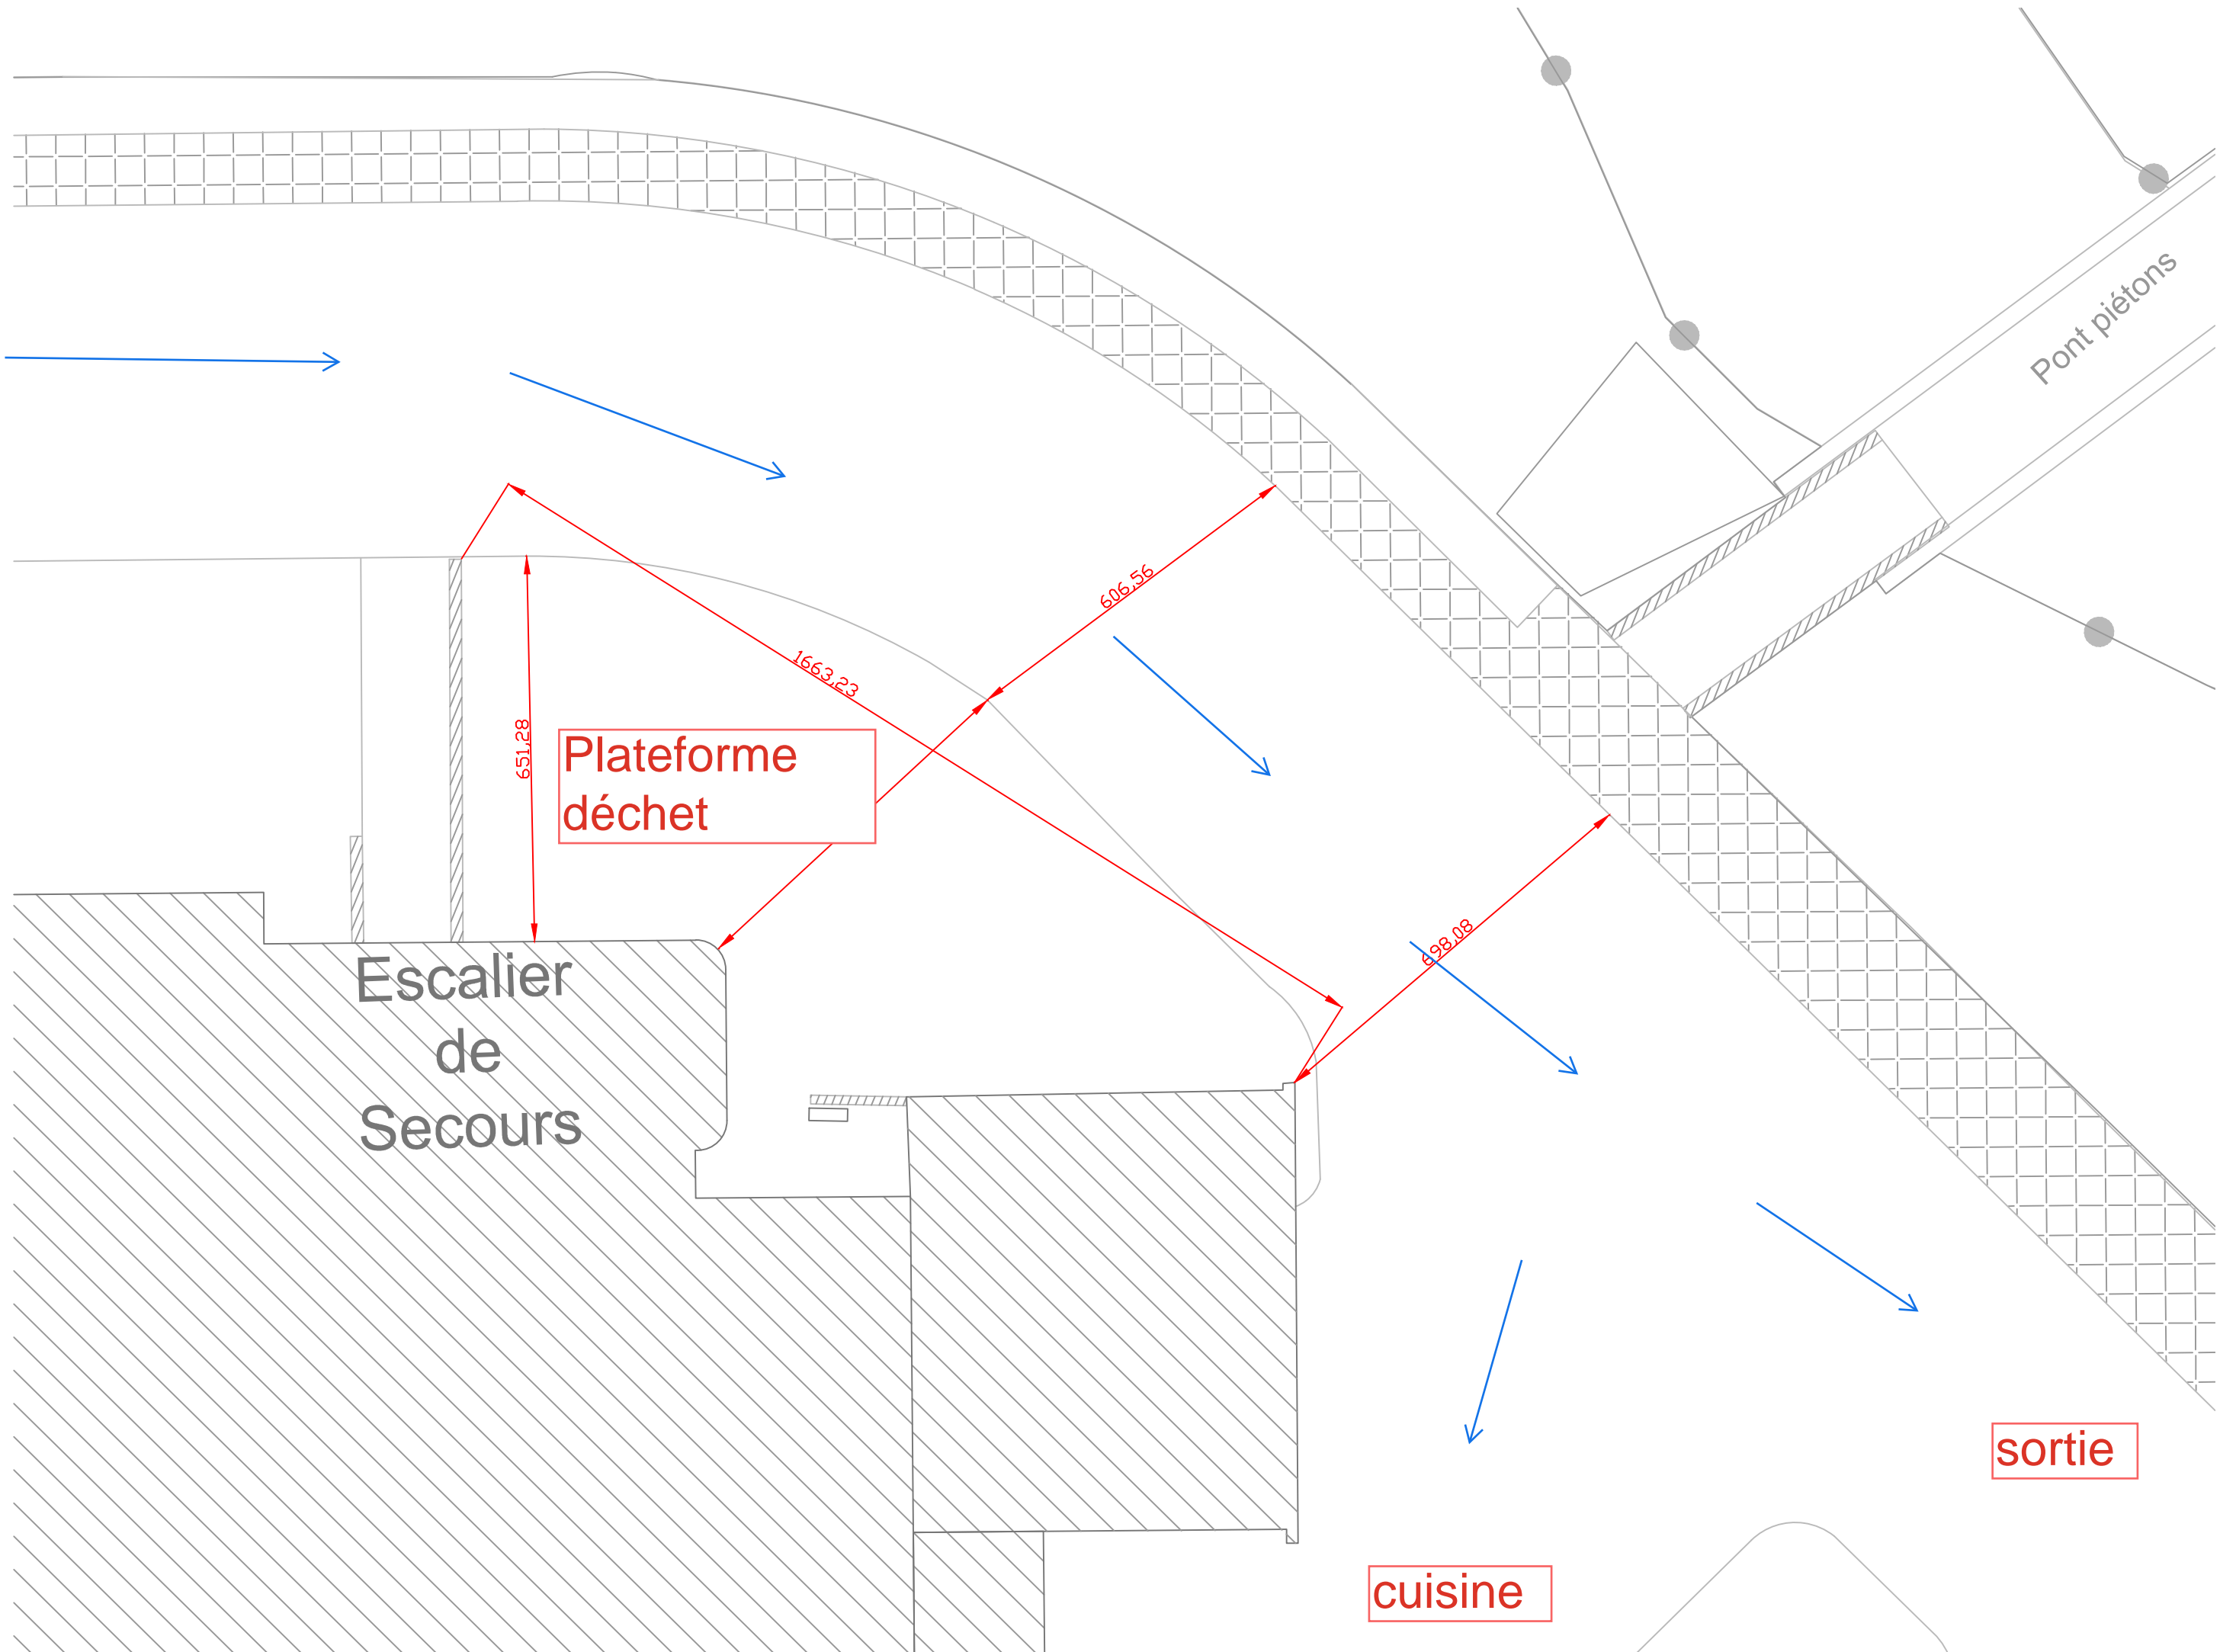 Pont piétons
606,56
1663,23
651,28
Plateforme
déchet
698,08
Escalier
de
Secours
sortie
cuisine